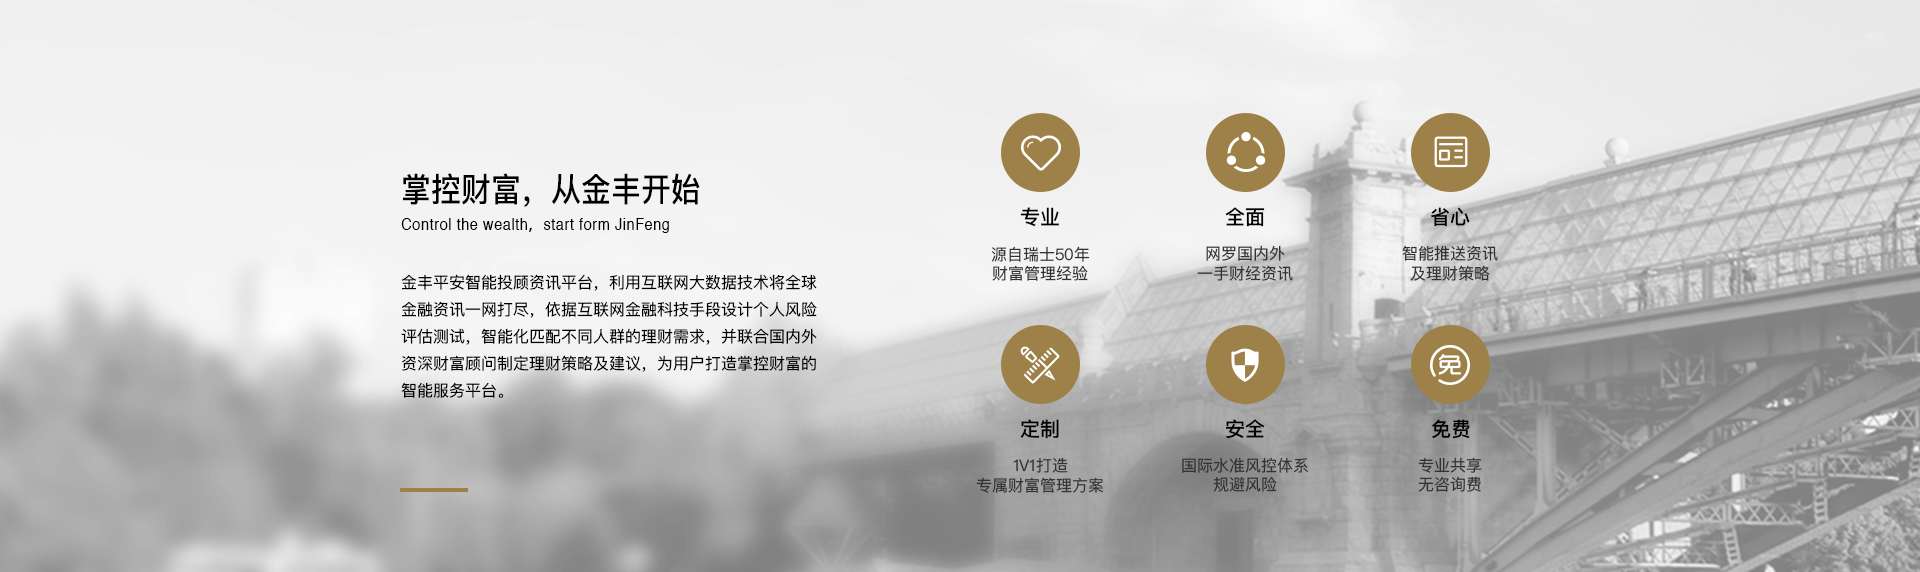 掌控财富，从金丰开始
Control the wealth, start form JinFeng
金丰平安智能投顾资讯平台，利用互联网大数据技术将全球
金融资讯一网打尽，依据互联网金融科技手段设计个人风险
评估测试，智能化匹配不同人群的理财需求，并联合国内外
资深财富顾问制定理财策略及建议，为用户打造掌控财富的
智能服务平台。
专业
源自瑞士50年
财富管理经验
全面
网罗国内外
一手财经资讯
省心
智能推送资讯
及理财策略
定制
1V1打造
专属财富管理方案
安全
国际水准风控体系
规避风险
免
免费
专业共享
无咨询费